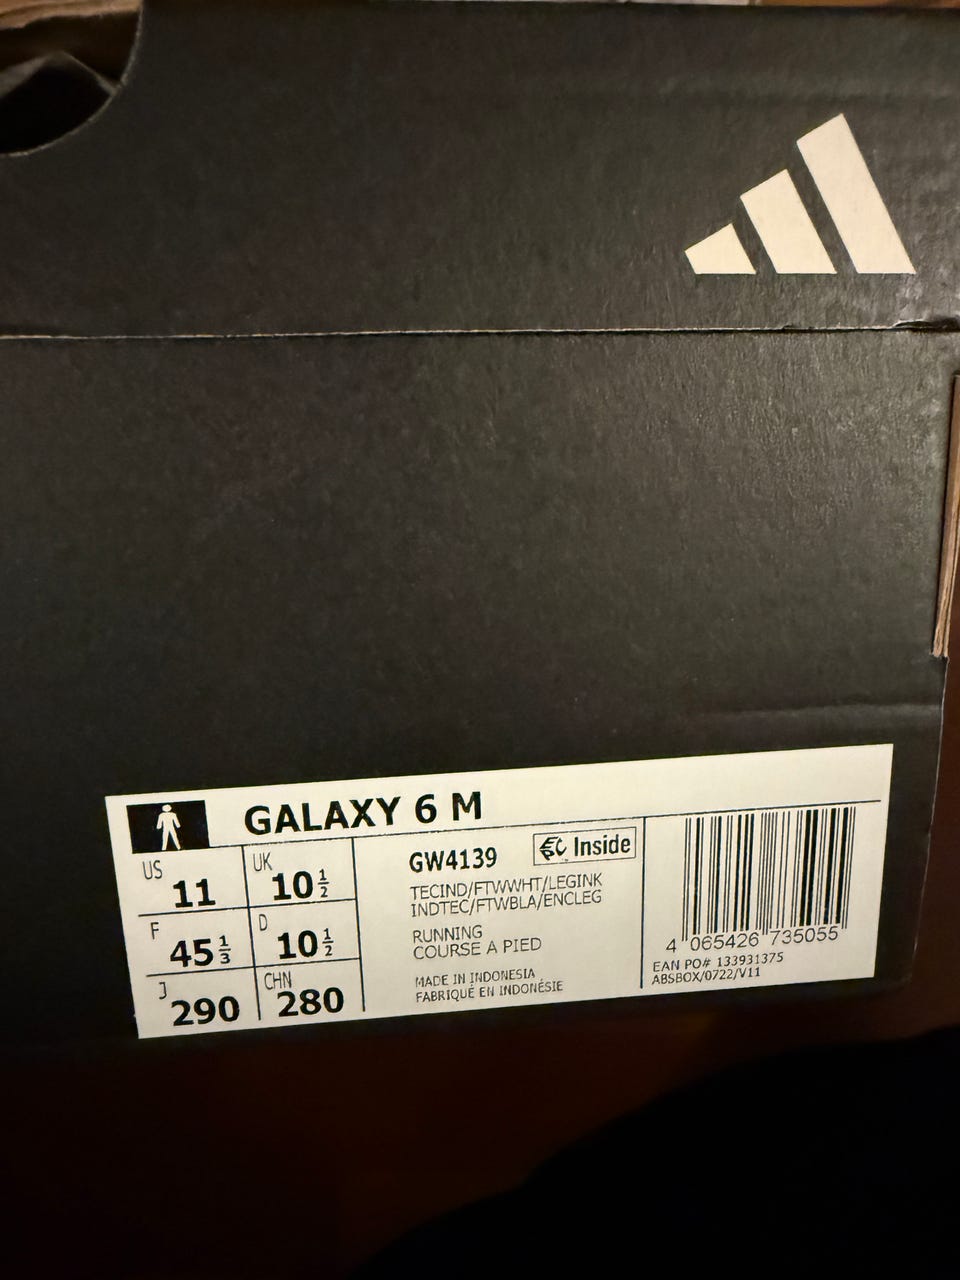 GALAXY 6 M
US 11
UK 10 1/2
F 45 1/3
D 10 1/2
J 290
CHN 280
GW4139
Inside
TECIND/FTWWHT/LEGINK
INDTEC/FTWBLA/ENCLEG
RUNNING
COURSE A PIED
MADE IN INDONESIA
FABRIQUÉ EN INDONÉSIE
4 065426 735055
EAN PO# 133931375
ABSBOX/0722/V11